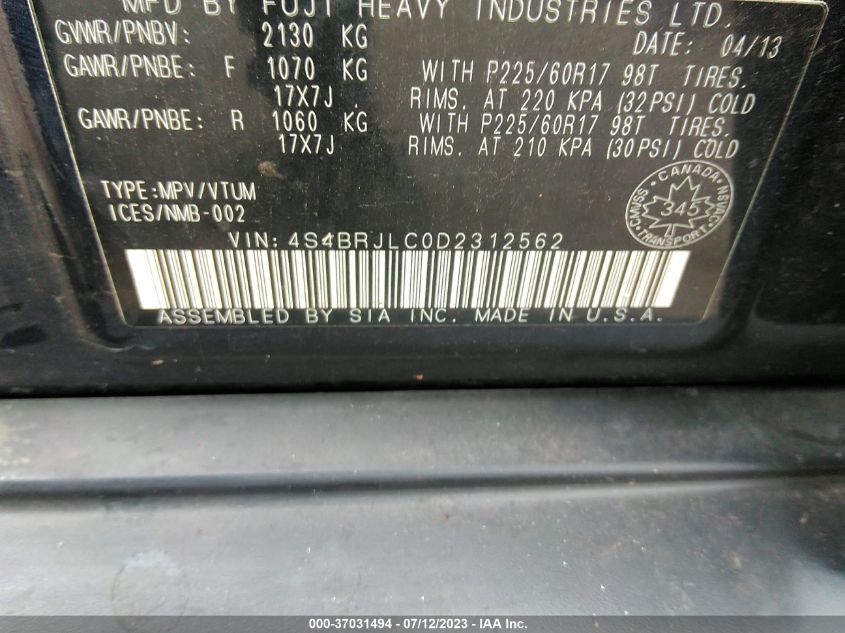 MFD BY FUJI HEAVY INDUSTRIES LTD.
GVWR/PNBV: 2130 KG DATE: 04/13
GAWR/PNBE: F 1070 KG WITH P225/60R17 98T TIRES.
17X7J RIMS. AT 220 KPA (32PSI) COLD
GAWR/PNBE: R 1060 KG WITH P225/60R17 98T TIRES.
17X7J RIMS. AT 210 KPA (30PSI) COLD
TYPE:MPV/VTUM
ICES/NMB-002
CANADA
CMVSS 345 NSVAC
TRANSPORT
VIN: 4S4BRJLC0D2312562
ASSEMBLED BY SIA INC. MADE IN U.S.A.
000-37031494 - 07/12/2023 - IAA Inc.